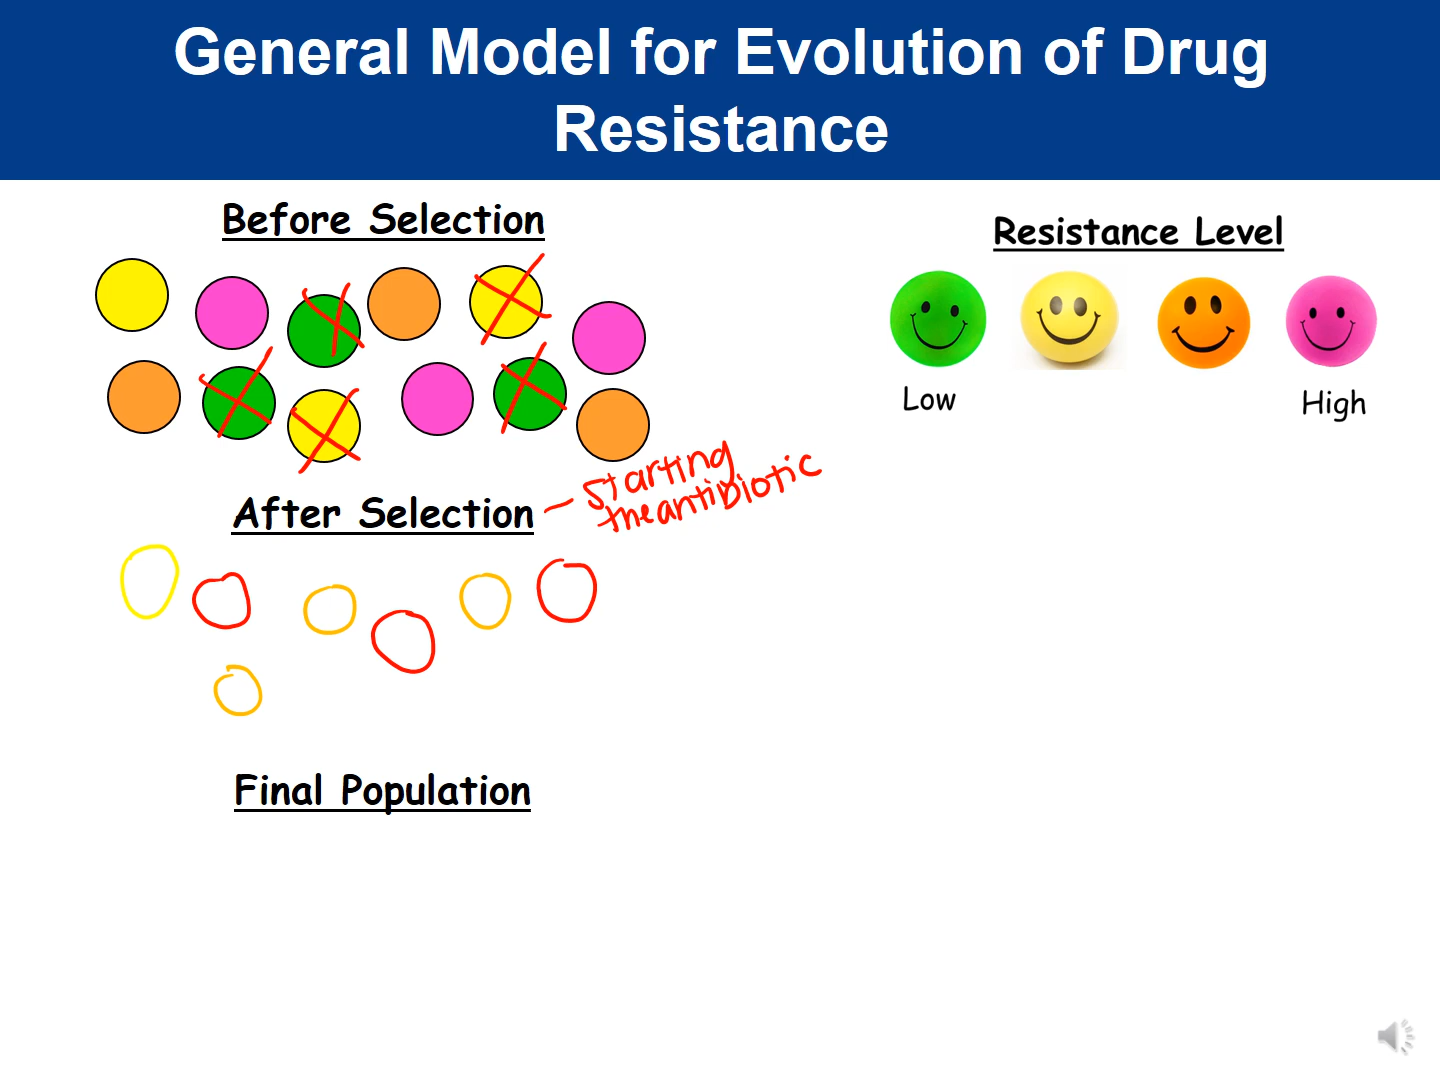 General Model for Evolution of Drug
Resistance
Before Selection
Resistance Level
Low
High
After Selection
starting
the antibiotic
Final Population